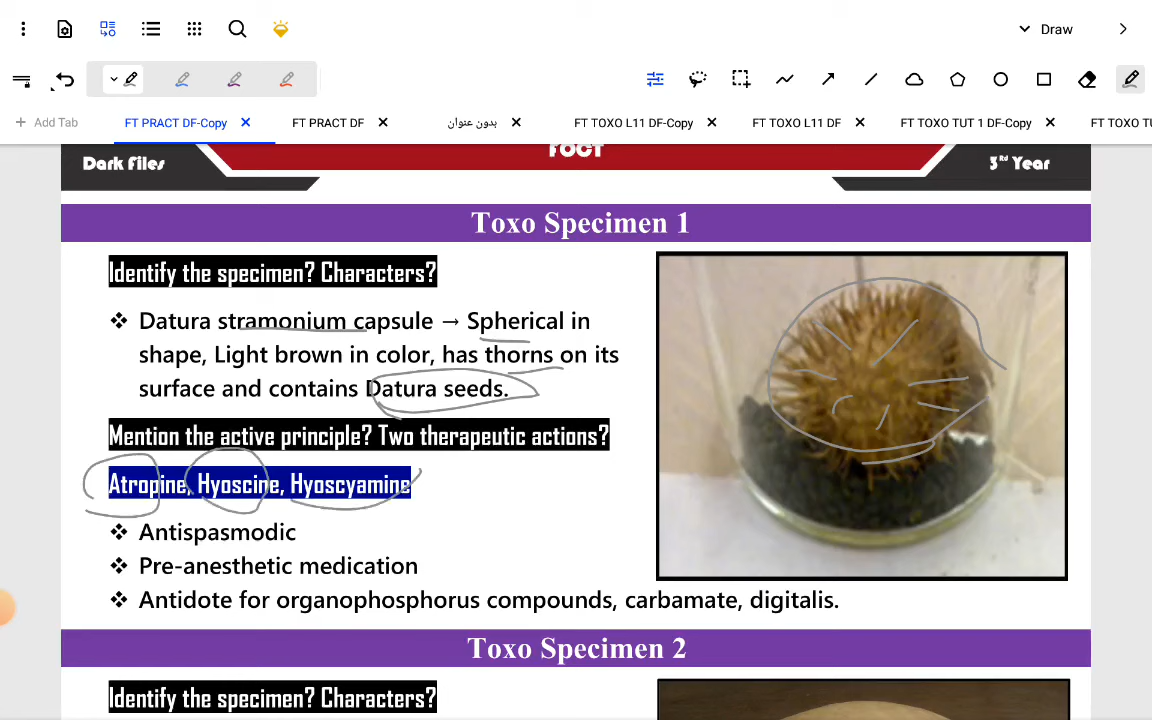 Draw
Add Tab
FT PRACT DF-Copy
FT PRACT DF
بدون عنوان
FT TOXO L11 DF-Copy
FT TOXO L11 DF
FT TOXO TUT 1 DF-Copy
FT TOXO TU
Dark Files
FOCT
3rd Year
Toxo Specimen 1
Identify the specimen? Characters?
❖ Datura stramonium capsule → Spherical in
shape, Light brown in color, has thorns on its
surface and contains Datura seeds.
Mention the active principle? Two therapeutic actions?
Atropine, Hyoscine, Hyoscyamine
❖ Antispasmodic
❖ Pre-anesthetic medication
❖ Antidote for organophosphorus compounds, carbamate, digitalis.
Toxo Specimen 2
Identify the specimen? Characters?